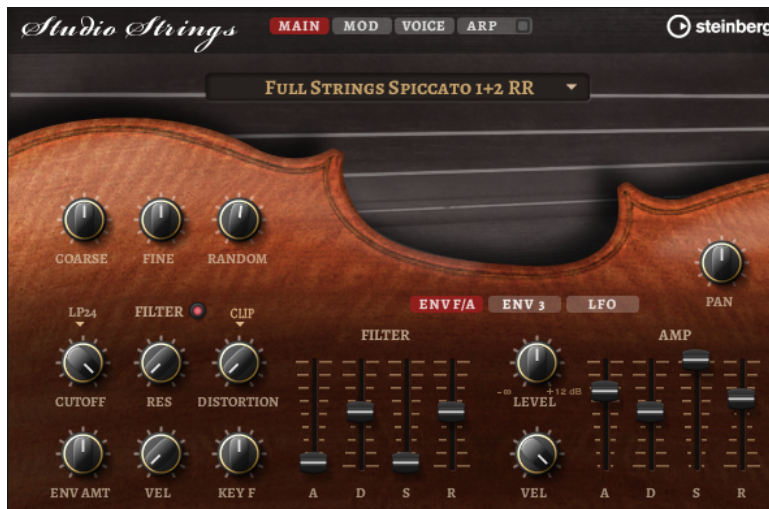 Studio Strings
MAIN MOD VOICE ARP
steinberg
FULL STRINGS SPICCATO 1+2 RR
COARSE FINE RANDOM
PAN
ENV F/A ENV 3 LFO
LP24 FILTER CLIP
FILTER AMP
CUTOFF RES DISTORTION
-∞ +12 dB
LEVEL
ENV AMT VEL KEY F
A D S R
VEL
A D S R